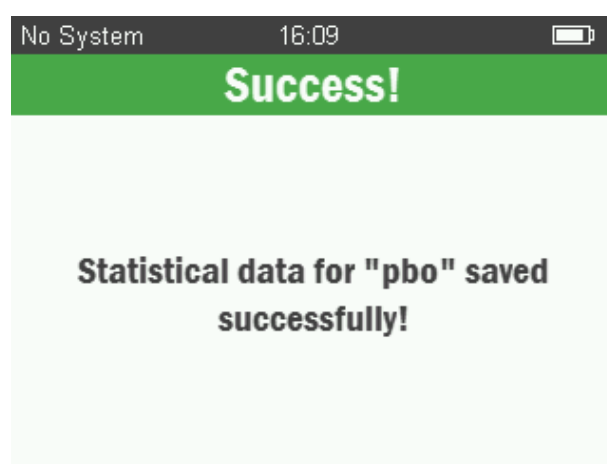 No System 16:09
Success!
Statistical data for "pbo" saved
successfully!